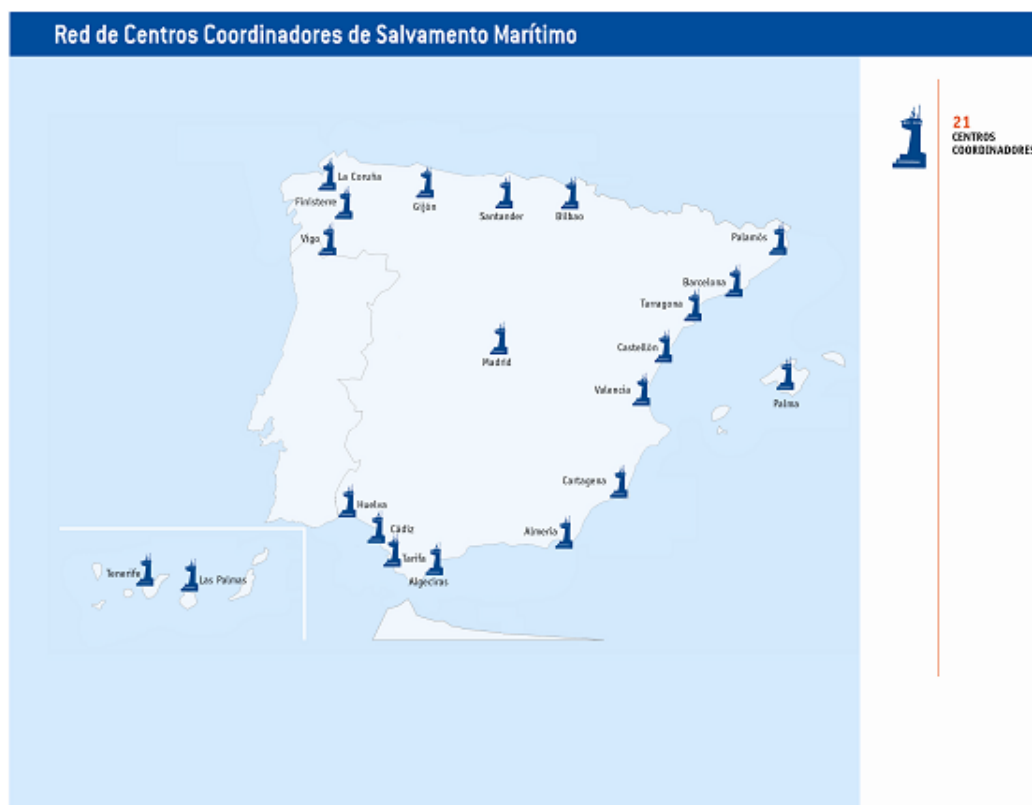 Red de Centros Coordinadores de Salvamento Marítimo
21
CENTROS
COORDINADORES
La Coruña
Finisterre
Gijón
Santander
Bilbao
Vigo
Palamós
Barcelona
Tarragona
Castellón
Madrid
Valencia
Palma
Cartagena
Huelva
Cádiz
Almería
Tarifa
Algeciras
Tenerife
Las Palmas